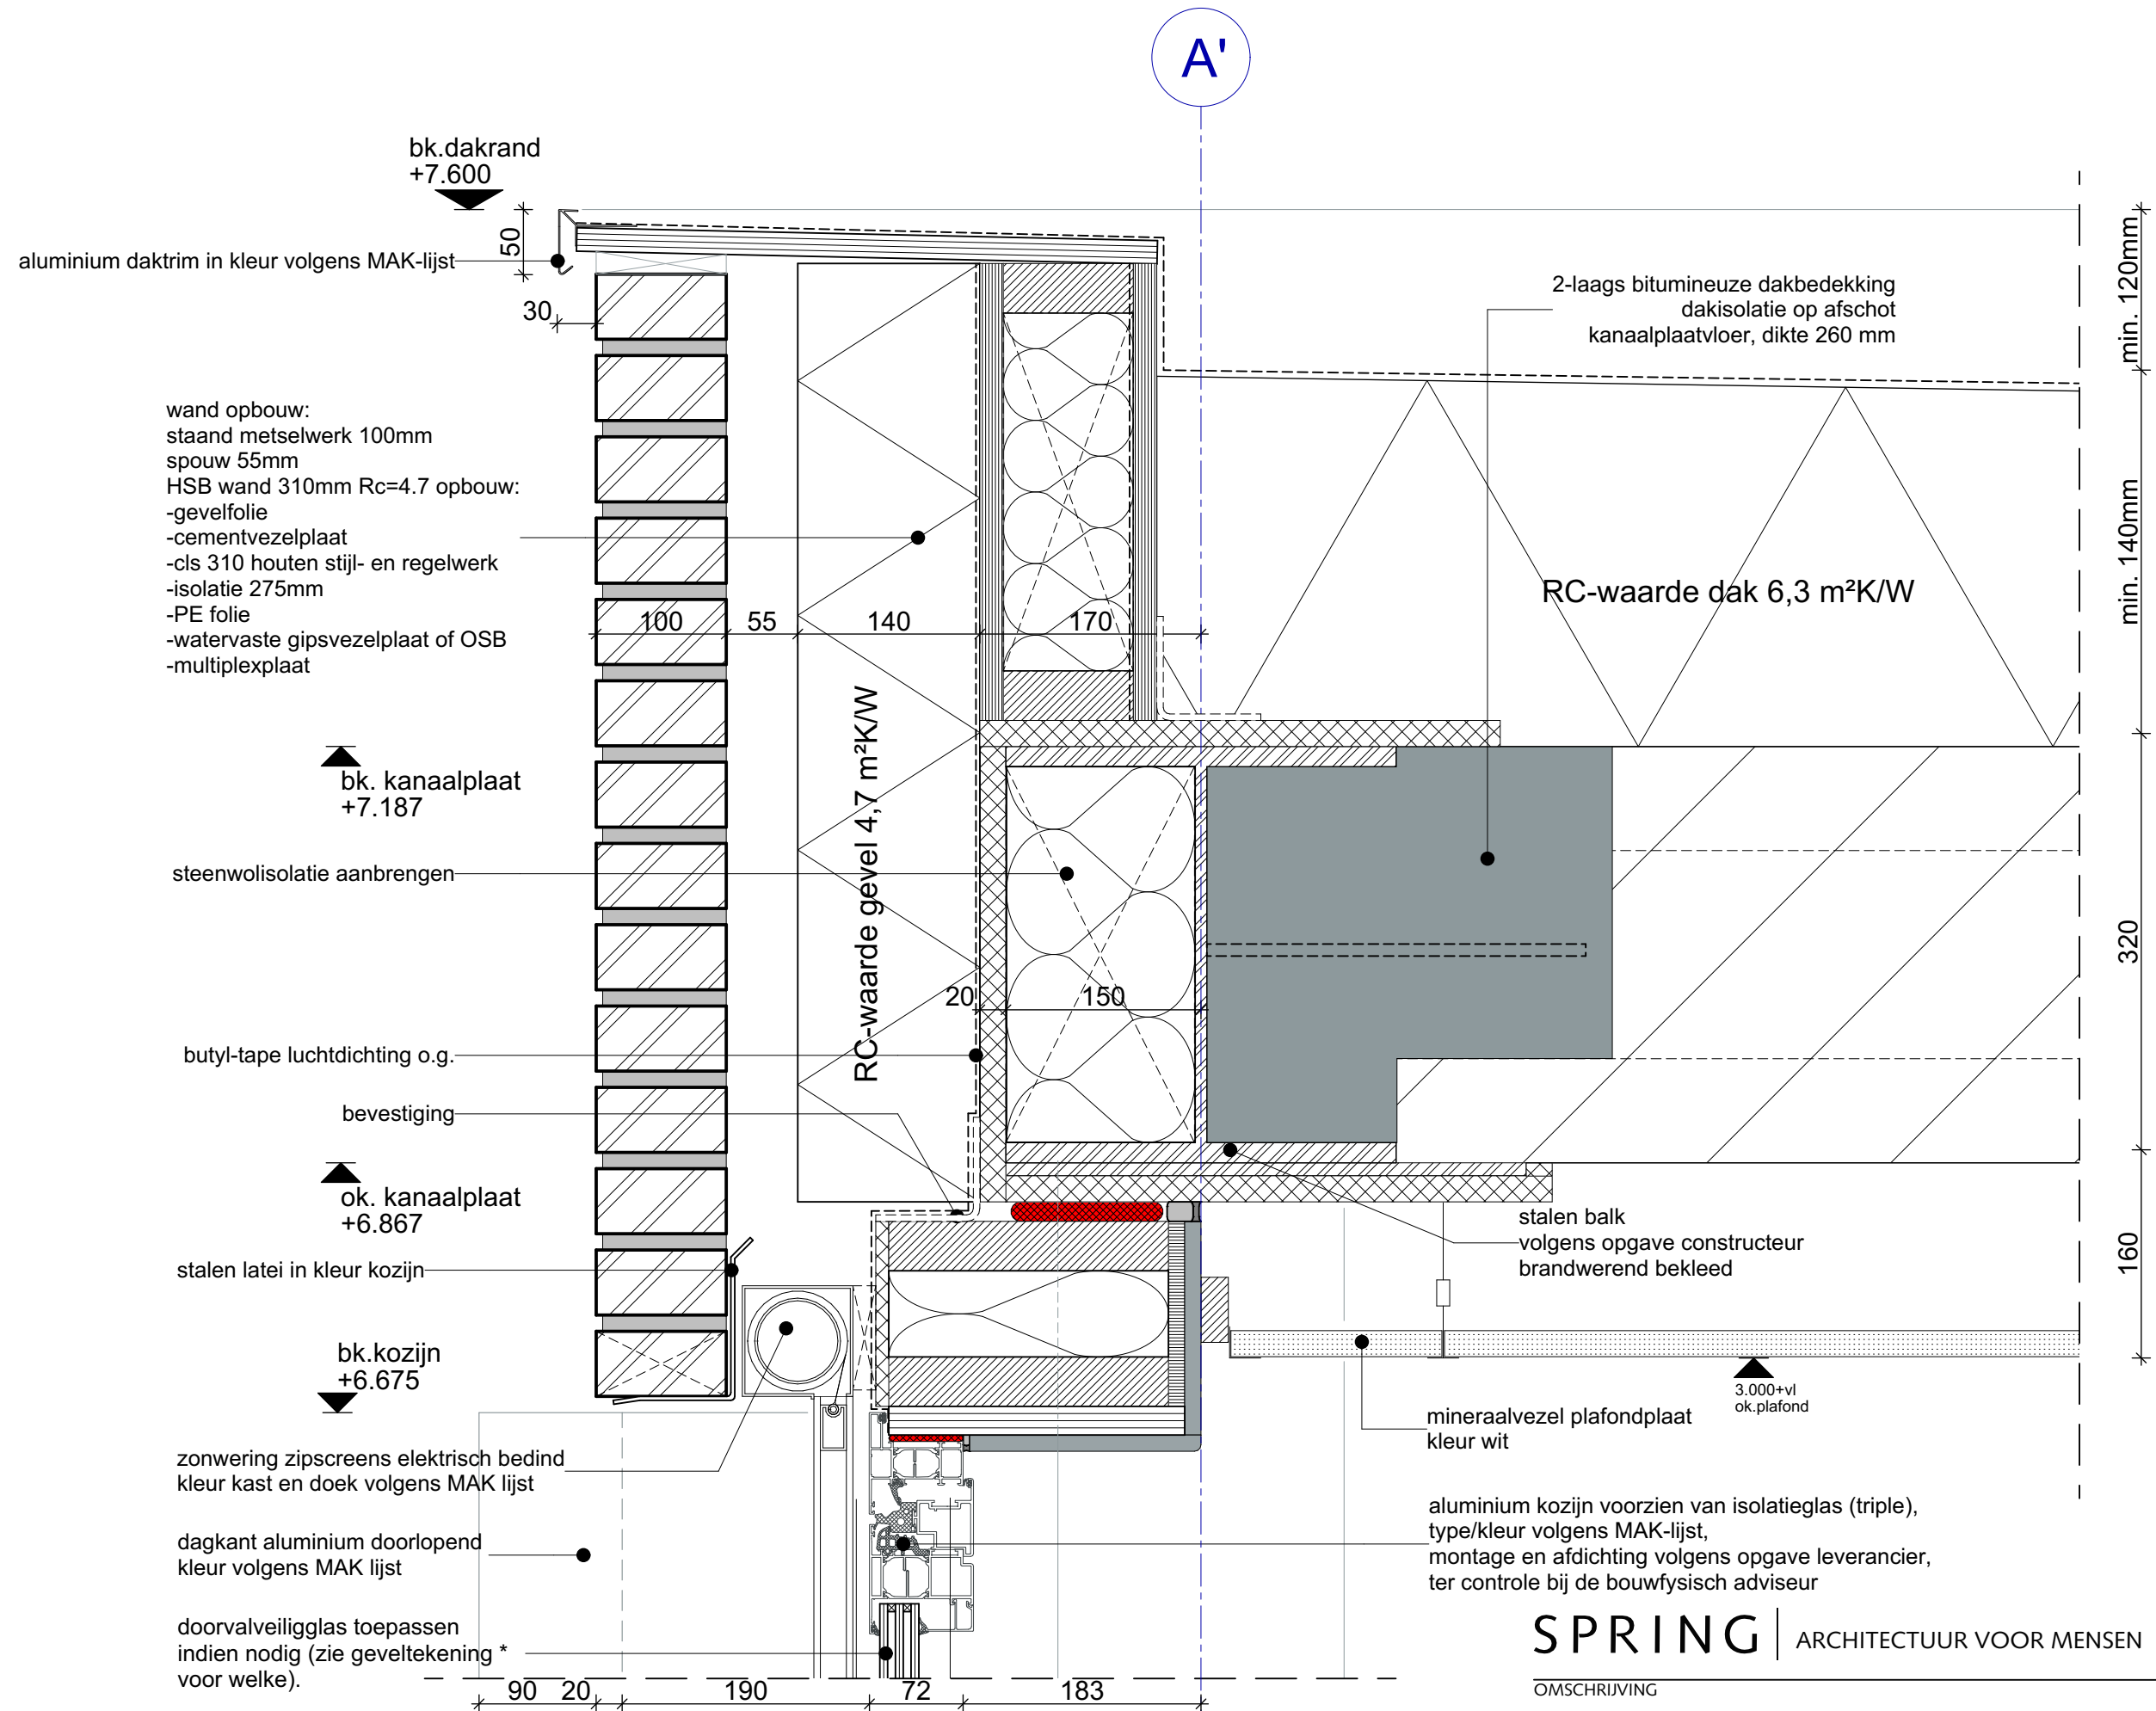 A'
bk.dakrand
+7.600
50
aluminium daktrim in kleur volgens MAK-lijst
30
2-laags bitumineuze dakbedekking
dakisolatie op afschot
kanaalplaatvloer, dikte 260 mm
min. 120mm
wand opbouw:
staand metselwerk 100mm
spouw 55mm
HSB wand 310mm Rc=4.7 opbouw:
-gevelfolie
-cementvezelplaat
-cls 310 houten stijl- en regelwerk
-isolatie 275mm
-PE folie
-watervaste gipsvezelplaat of OSB
-multiplexplaat
100
55
140
170
RC-waarde dak 6,3 m²K/W
min. 140mm
RC-waarde gevel 4,7 m²K/W
bk. kanaalplaat
+7.187
steenwolisolatie aanbrengen
320
20
150
butyl-tape luchtdichting o.g.
bevestiging
ok. kanaalplaat
+6.867
stalen balk
volgens opgave constructeur
brandwerend bekleed
160
stalen latei in kleur kozijn
bk.kozijn
+6.675
3.000+vl
ok.plafond
mineraalvezel plafondplaat
kleur wit
zonwering zipscreens elektrisch bedind
kleur kast en doek volgens MAK lijst
dagkant aluminium doorlopend
kleur volgens MAK lijst
aluminium kozijn voorzien van isolatieglas (triple),
type/kleur volgens MAK-lijst,
montage en afdichting volgens opgave leverancier,
ter controle bij de bouwfysisch adviseur
doorvalveiligglas toepassen
indien nodig (zie geveltekening *
voor welke).
90
20
190
72
183
SPRING ARCHITECTUUR VOOR MENSEN
OMSCHRIJVING